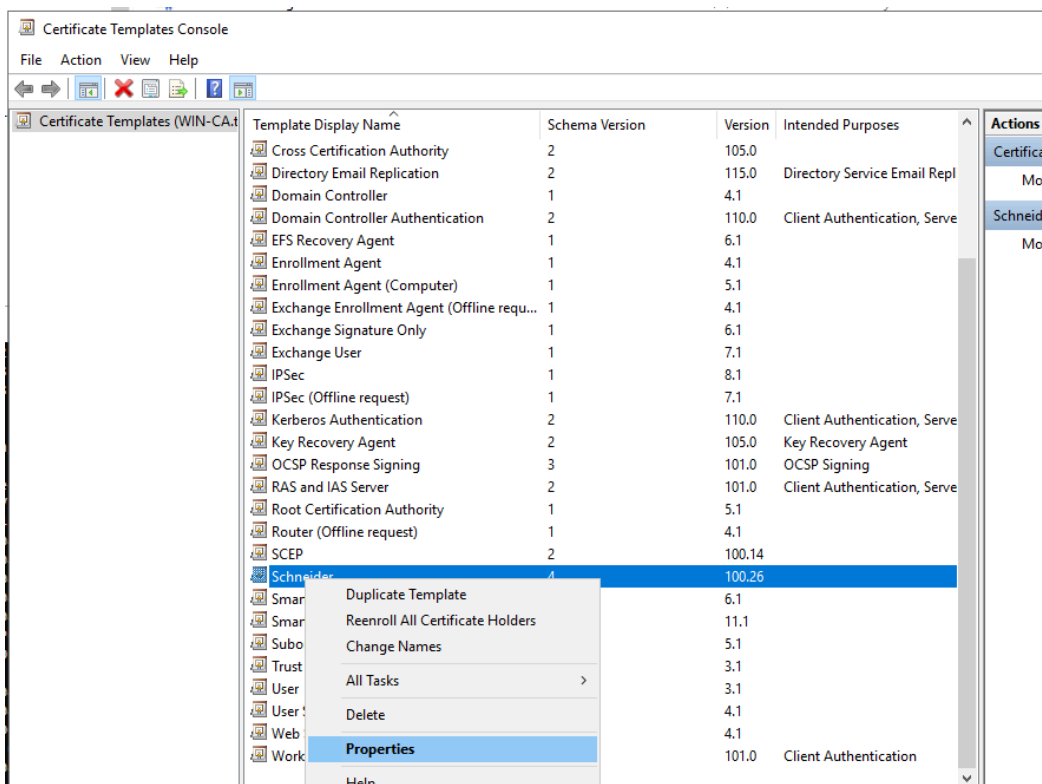 Certificate Templates Console
File Action View Help
Certificate Templates (WIN-CA.t
Template Display Name Schema Version Version Intended Purposes
Cross Certification Authority 2 105.0
Directory Email Replication 2 115.0 Directory Service Email Repl
Domain Controller 1 4.1
Domain Controller Authentication 2 110.0 Client Authentication, Serve
EFS Recovery Agent 1 6.1
Enrollment Agent 1 4.1
Enrollment Agent (Computer) 1 5.1
Exchange Enrollment Agent (Offline requ... 1 4.1
Exchange Signature Only 1 6.1
Exchange User 1 7.1
IPSec 1 8.1
IPSec (Offline request) 1 7.1
Kerberos Authentication 2 110.0 Client Authentication, Serve
Key Recovery Agent 2 105.0 Key Recovery Agent
OCSP Response Signing 3 101.0 OCSP Signing
RAS and IAS Server 2 101.0 Client Authentication, Serve
Root Certification Authority 1 5.1
Router (Offline request) 1 4.1
SCEP 2 100.14
Schneider 4 100.26
Smar 6.1
Smar 11.1
Subo 5.1
Trust 3.1
User 3.1
User 4.1
Web 4.1
Work 101.0 Client Authentication
Duplicate Template
Reenroll All Certificate Holders
Change Names
All Tasks
Delete
Properties
Help
Actions
Certifica
Mo
Schneid
Mo